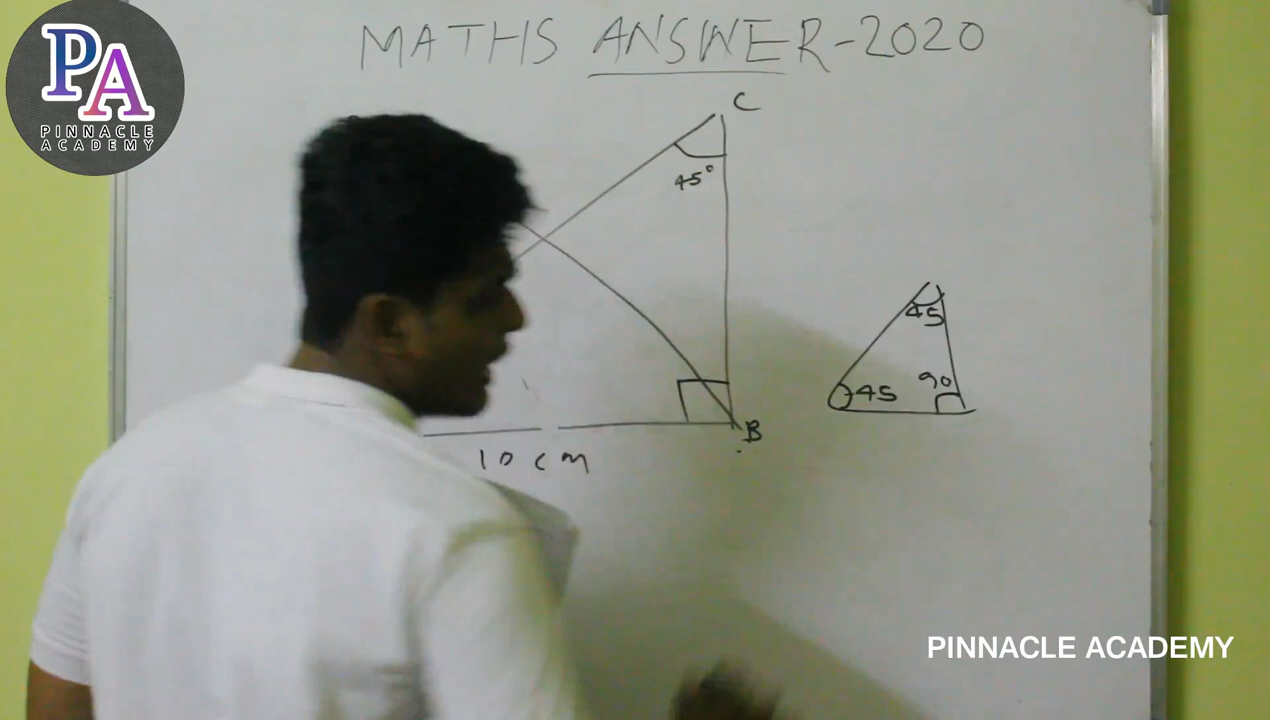 PA
PINNACLE
ACADEMY
MATHS ANSWER-2020
C
45°
45
45 90
B
10 cm
PINNACLE ACADEMY